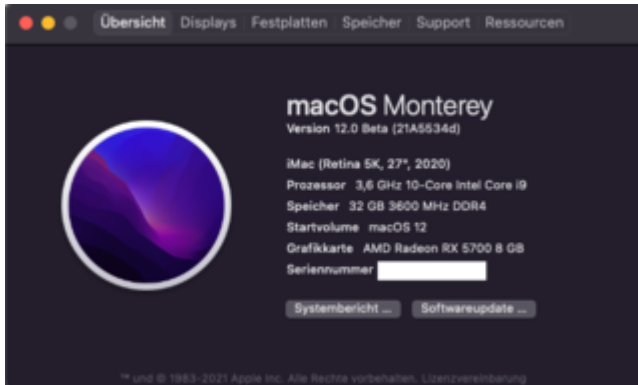 Übersicht Displays Festplatten Speicher Support Ressourcen
macOS Monterey
Version 12.0 Beta (21A5534d)
iMac (Retina 5K, 27", 2020)
Prozessor 3,6 GHz 10-Core Intel Core i9
Speicher 32 GB 3600 MHz DDR4
Startvolume macOS 12
Grafikkarte AMD Radeon RX 5700 8 GB
Seriennummer
Systembericht ... Softwareupdate ...
™ und © 1983-2021 Apple Inc. Alle Rechte vorbehalten. Lizenzvereinbarung